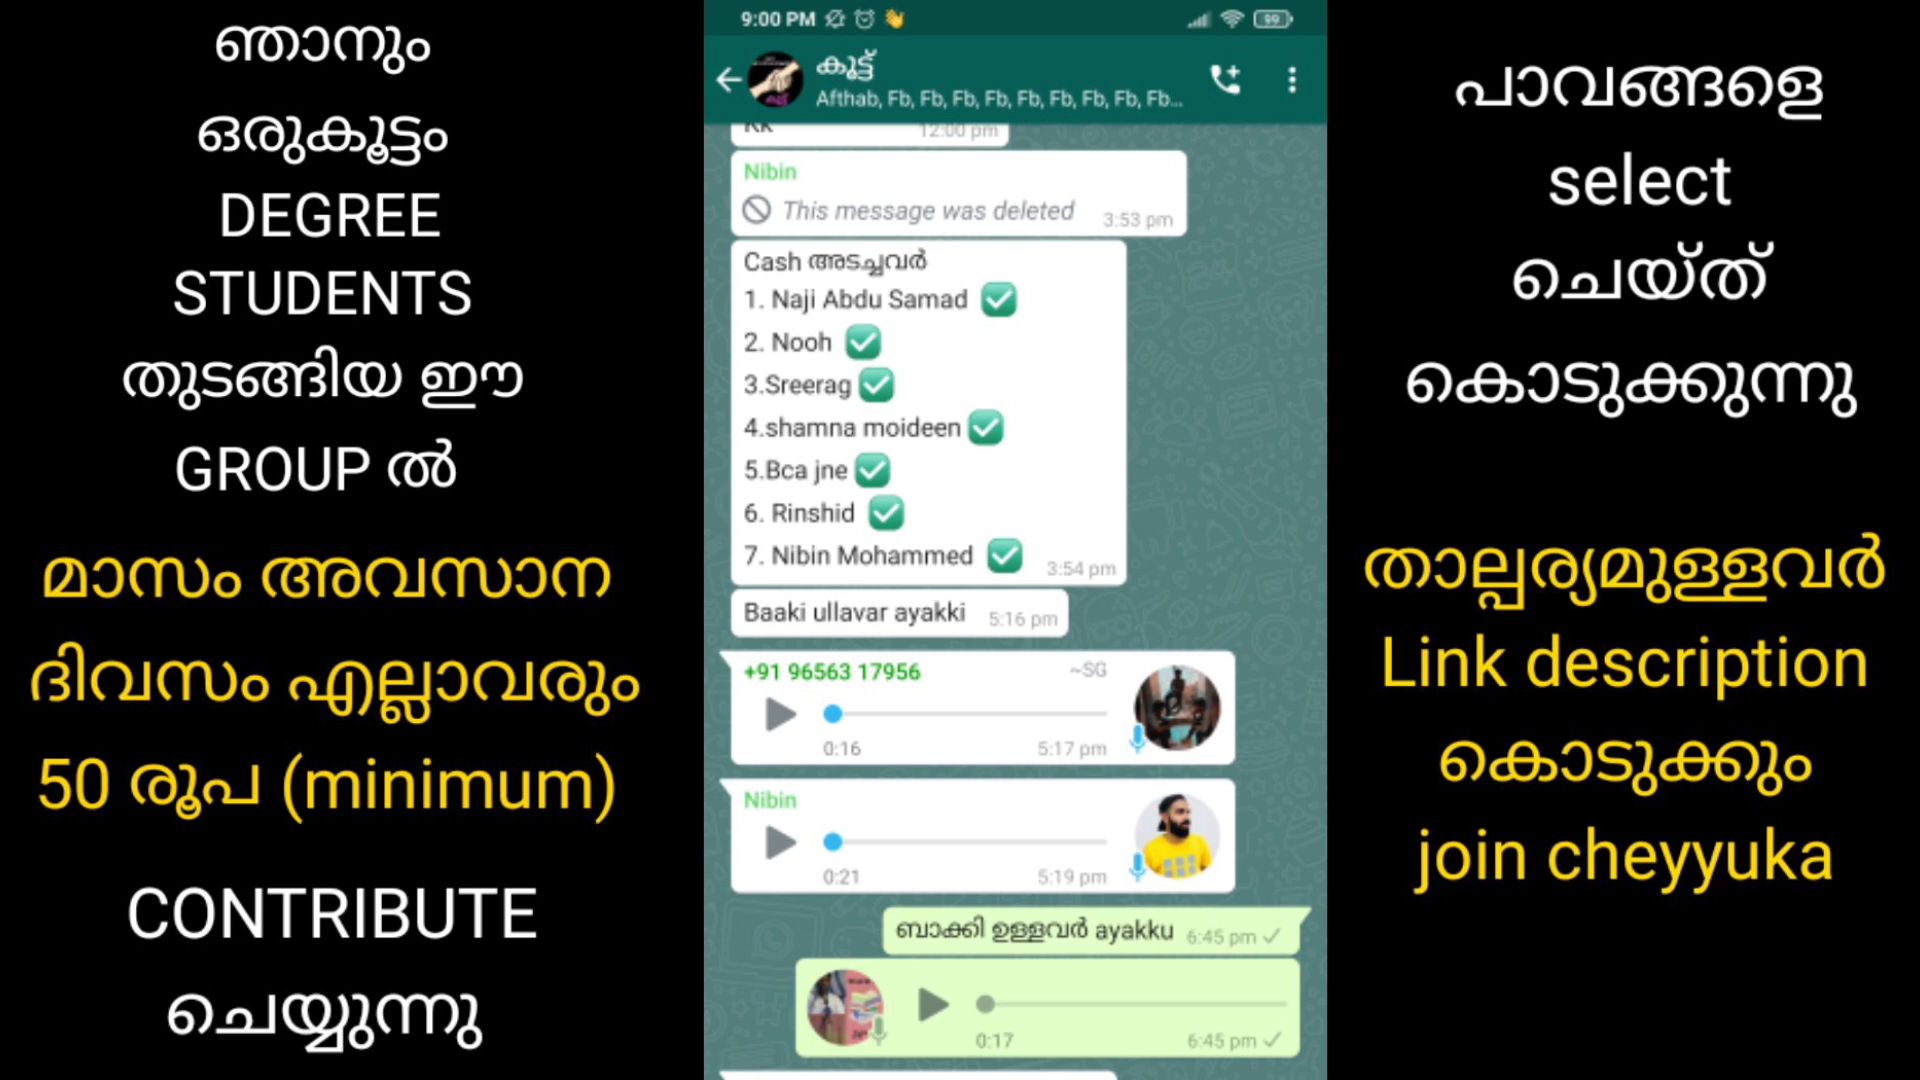 ഞാനും
ഒരുകൂട്ടം
DEGREE
STUDENTS
തുടങ്ങിയ ഈ
GROUP ൽ
മാസം അവസാന
ദിവസം എല്ലാവരും
50 രൂപ (minimum)
CONTRIBUTE
ചെയ്യുന്നു
9:00 PM
99
കൂട്ട്
Afthab, Fb, Fb, Fb, Fb, Fb, Fb, Fb, Fb, Fb...
KK 12:00 pm
Nibin
This message was deleted 3:53 pm
Cash അടച്ചവർ
1. Naji Abdu Samad ✅
2. Nooh ✅
3.Sreerag ✅
4.shamna moideen ✅
5.Bca jne ✅
6. Rinshid ✅
7. Nibin Mohammed ✅ 3:54 pm
Baaki ullavar ayakki 5:16 pm
+91 96563 17956 ~SG
0:16 5:17 pm
Nibin
0:21 5:19 pm
ബാക്കി ഉള്ളവർ ayakku 6:45 pm
0:17 6:45 pm
പാവങ്ങളെ
select
ചെയ്ത്
കൊടുക്കുന്നു
താല്പര്യമുള്ളവർ
Link description
കൊടുക്കും
join cheyyuka